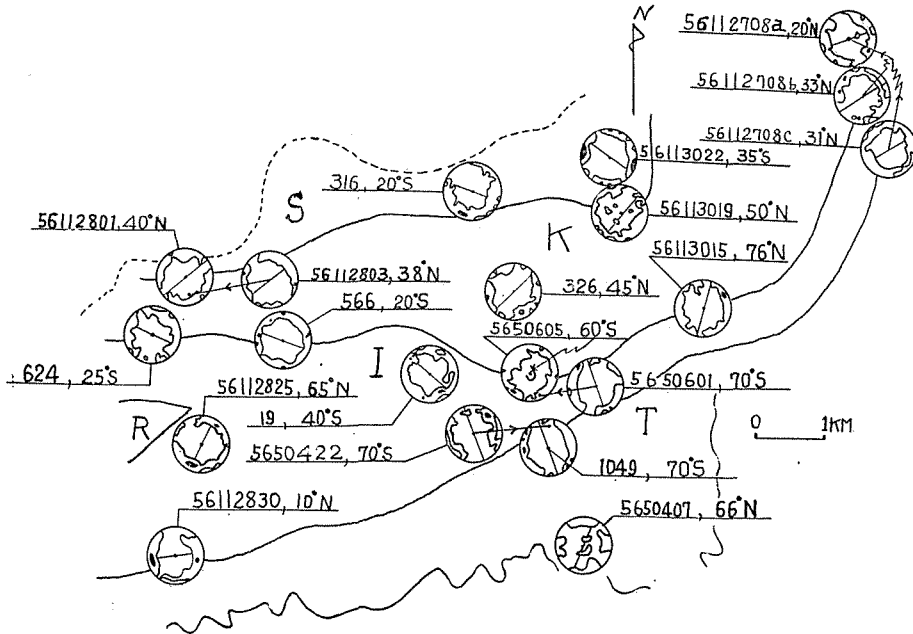 N
56112708a, 20°N
56112708b, 33°N
56112708c, 31°N
56113022, 35°S
316, 20°S
S
56113019, 50°N
56112801, 40°N
K
56113015, 76°N
56112803, 38°N
326, 45°N
566, 20°S
5650605, 60°S
624, 25°S
I
56112825, 65°N
5650601, 70°S
19, 40°S
R
T
0 1KM
5650422, 70°S
1049, 70°S
56112830, 10°N
5650407, 66°N